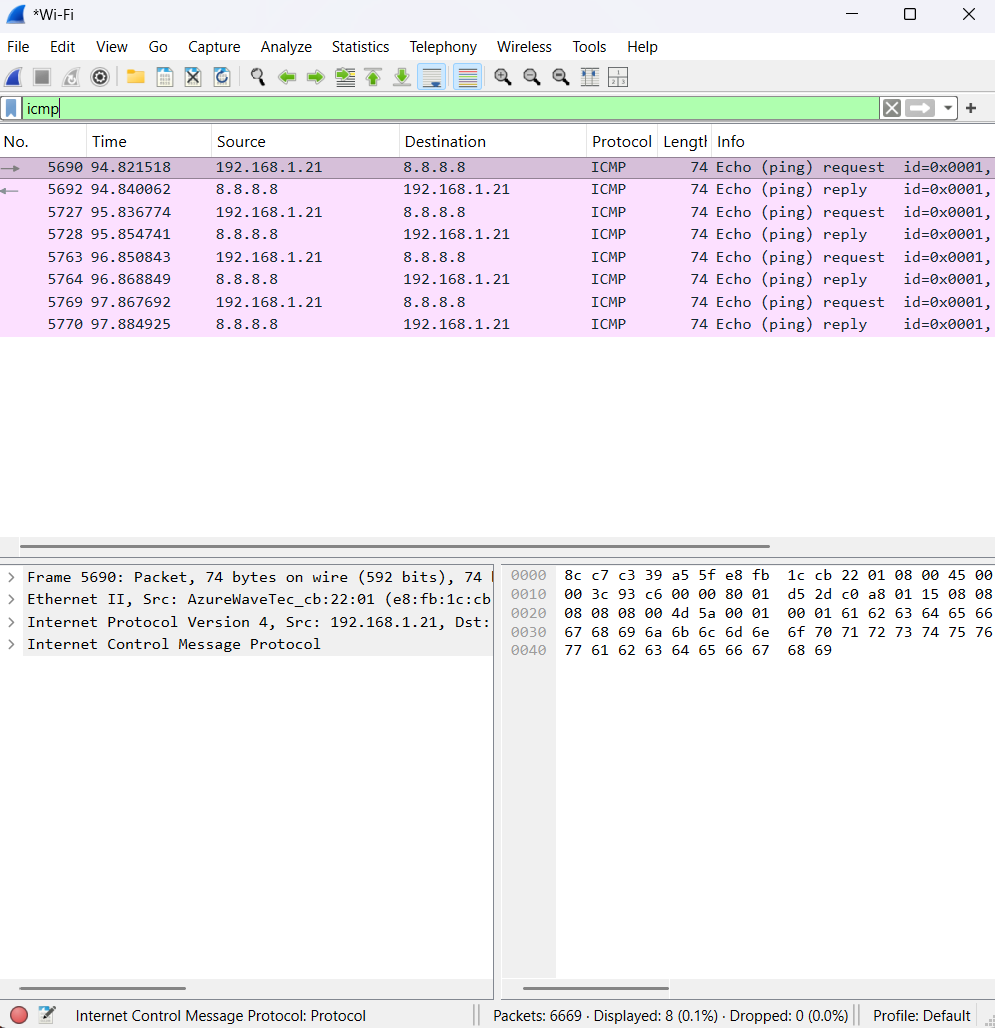 *Wi-Fi
File Edit View Go Capture Analyze Statistics Telephony Wireless Tools Help
icmp
No. Time Source Destination Protocol Length Info
5690 94.821518 192.168.1.21 8.8.8.8 ICMP 74 Echo (ping) request id=0x0001,
5692 94.840062 8.8.8.8 192.168.1.21 ICMP 74 Echo (ping) reply id=0x0001,
5727 95.836774 192.168.1.21 8.8.8.8 ICMP 74 Echo (ping) request id=0x0001,
5728 95.854741 8.8.8.8 192.168.1.21 ICMP 74 Echo (ping) reply id=0x0001,
5763 96.850843 192.168.1.21 8.8.8.8 ICMP 74 Echo (ping) request id=0x0001,
5764 96.868849 8.8.8.8 192.168.1.21 ICMP 74 Echo (ping) reply id=0x0001,
5769 97.867692 192.168.1.21 8.8.8.8 ICMP 74 Echo (ping) request id=0x0001,
5770 97.884925 8.8.8.8 192.168.1.21 ICMP 74 Echo (ping) reply id=0x0001,
Frame 5690: Packet, 74 bytes on wire (592 bits), 74
Ethernet II, Src: AzureWaveTec_cb:22:01 (e8:fb:1c:cb
Internet Protocol Version 4, Src: 192.168.1.21, Dst:
Internet Control Message Protocol
0000 8c c7 c3 39 a5 5f e8 fb 1c cb 22 01 08 00 45 00
0010 00 3c 93 c6 00 00 80 01 d5 2d c0 a8 01 15 08 08
0020 08 08 08 00 4d 5a 00 01 00 01 61 62 63 64 65 66
0030 67 68 69 6a 6b 6c 6d 6e 6f 70 71 72 73 74 75 76
0040 77 61 62 63 64 65 66 67 68 69
Internet Control Message Protocol: Protocol
Packets: 6669 · Displayed: 8 (0.1%) · Dropped: 0 (0.0%)
Profile: Default